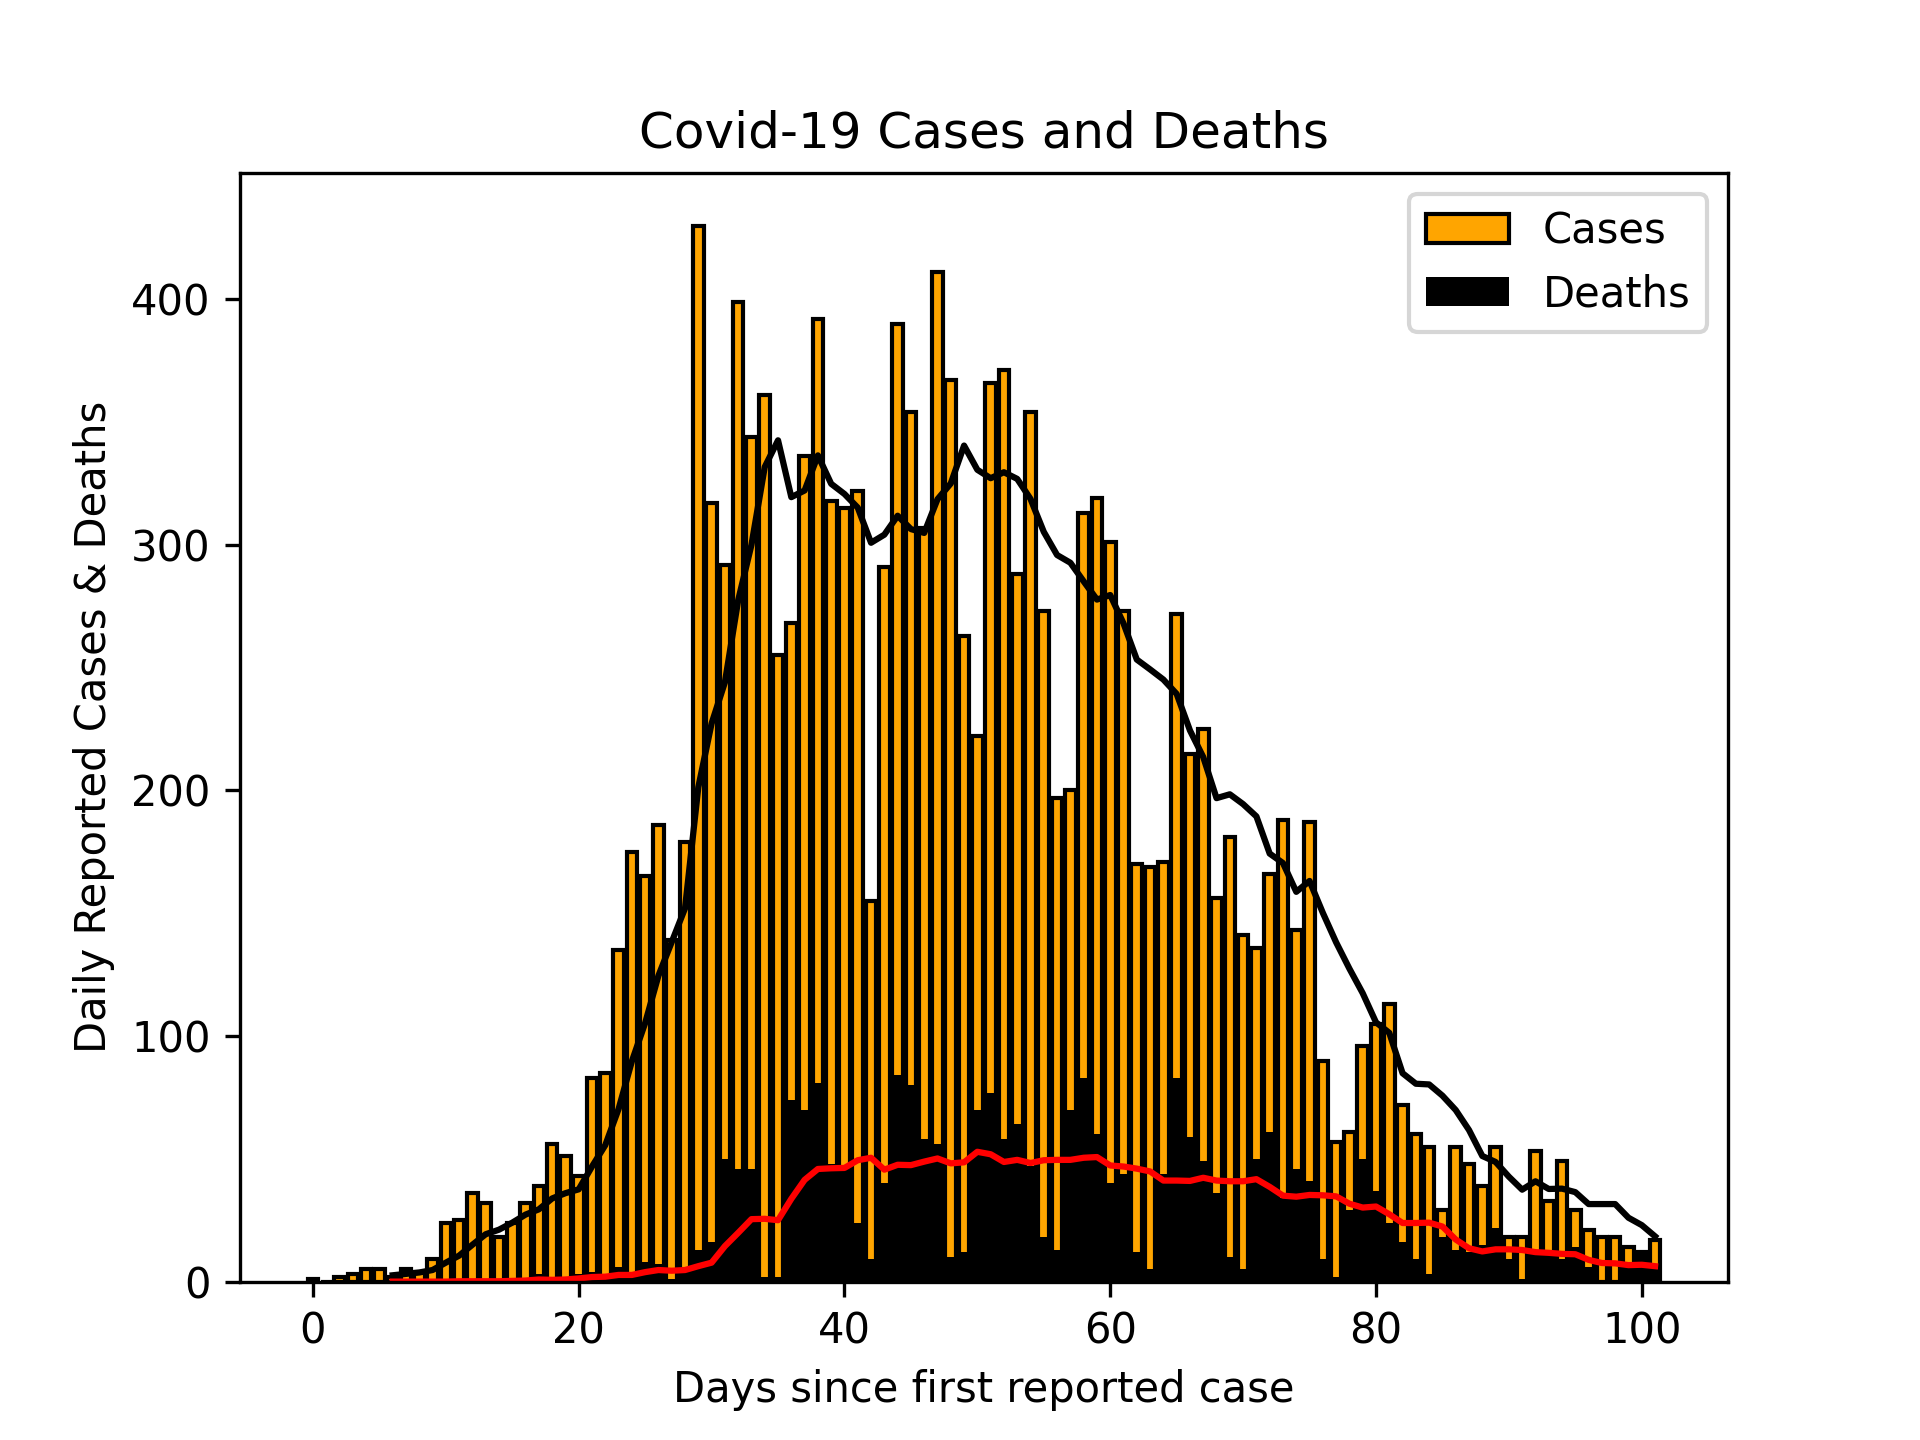 Covid-19 Cases and Deaths
Cases
Deaths
Daily Reported Cases & Deaths
400
300
200
100
0
0 20 40 60 80 100
Days since first reported case